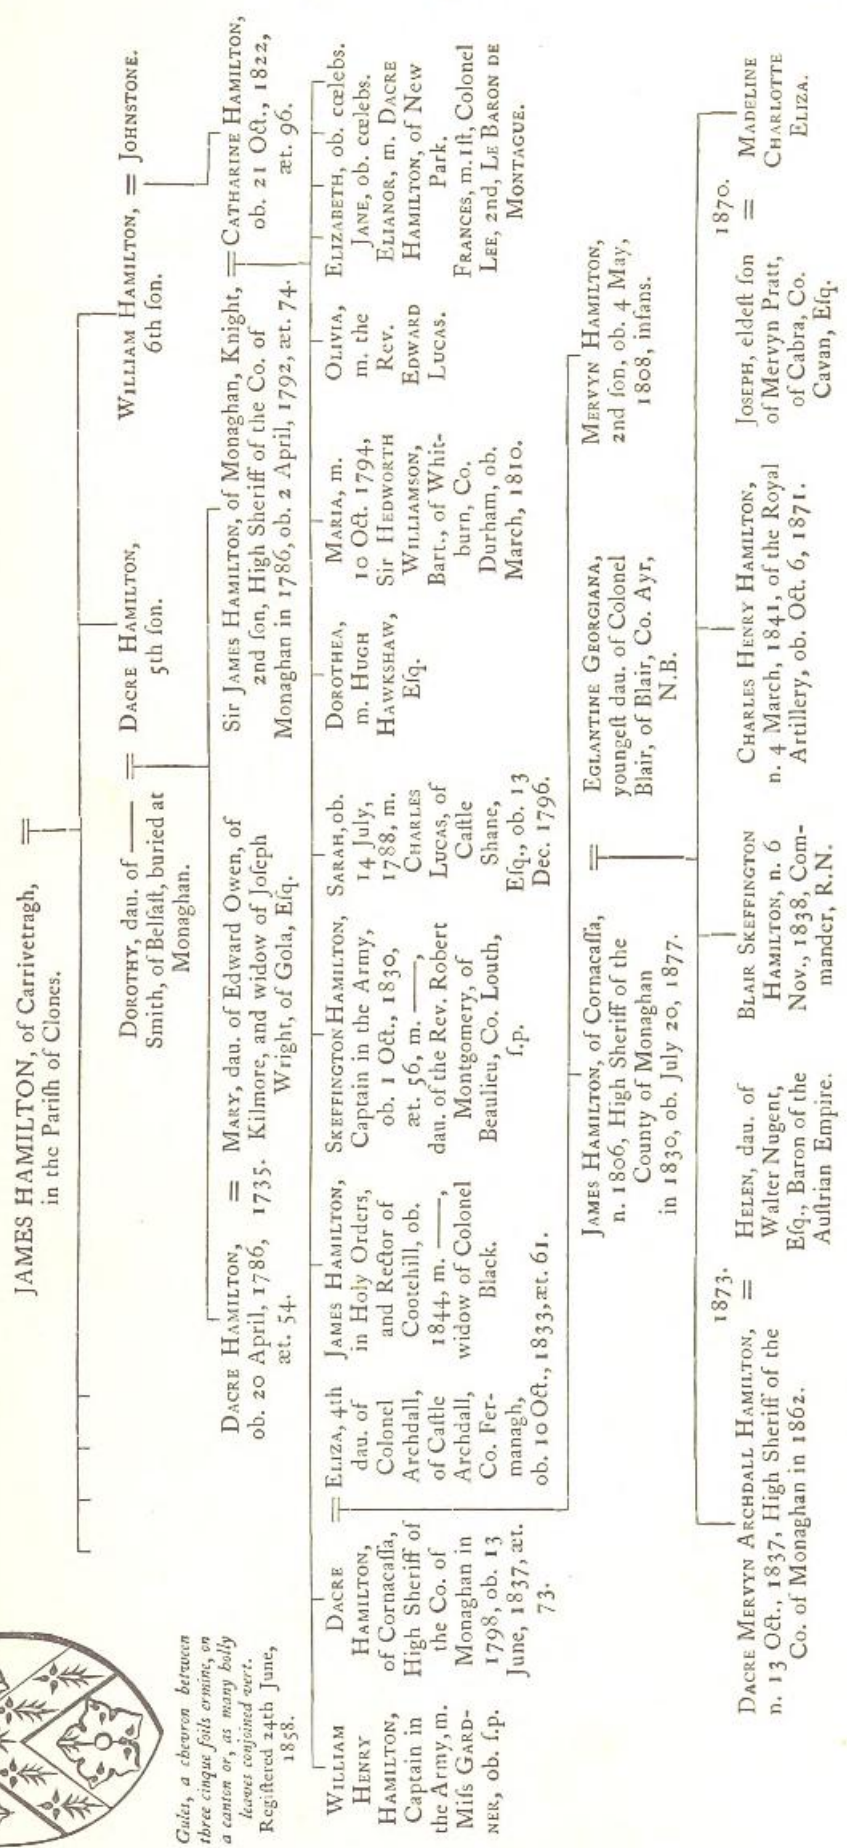 JAMES HAMILTON, of Carrivetragh,
in the Pariſh of Clones.
Gules, a chevron between
three cinque foils ermine, on
a canton or, as many holly
leaves conjoined vert.
Regiſtered 24th June,
1858.
DOROTHY, dau. of ——
Smith, of Belfaſt, buried at
Monaghan.
=
DACRE HAMILTON,
5th ſon.
WILLIAM HAMILTON, = JOHNSTONE.
6th ſon.
DACRE HAMILTON,
ob. 20 April, 1786,
æt. 54.
=
1735.
MARY, dau. of Edward Owen, of
Kilmore, and widow of Joſeph
Wright, of Gola, Eſq.
Sir JAMES HAMILTON, of Monaghan, Knight,
2nd ſon, High Sheriff of the Co. of
Monaghan in 1786, ob. 2 April, 1792, æt. 74.
=
CATHARINE HAMILTON,
ob. 21 Oct., 1822,
æt. 96.
WILLIAM
HENRY
HAMILTON,
Captain in
the Army, m.
Miſs GARD-
NER, ob. ſ.p.
DACRE
HAMILTON,
of Cornacaſſa,
High Sheriff of
the Co. of
Monaghan in
1798, ob. 13
June, 1837, æt.
73.
=
ELIZA, 4th
dau. of
Colonel
Archdall,
of Caſtle
Archdall,
Co. Fer-
managh,
ob. 10 Oct., 1833, æt. 61.
JAMES HAMILTON,
in Holy Orders,
and Rector of
Cootehill, ob.
1844, m. ——,
widow of Colonel
Black.
SKEFFINGTON HAMILTON,
Captain in the Army,
ob. 1 Oct., 1830,
æt. 56, m. ——,
dau. of the Rev. Robert
Montgomery, of
Beaulieu, Co. Louth,
ſ.p.
SARAH, ob.
14 July,
1788, m.
CHARLES
LUCAS, of
Caſtle
Shane,
Eſq., ob. 13
Dec. 1796.
DOROTHEA,
m. HUGH
HAWKSHAW,
Eſq.
MARIA, m.
10 Oct. 1794,
Sir HEDWORTH
WILLIAMSON,
Bart., of Whit-
burn, Co.
Durham, ob.
March, 1810.
OLIVIA,
m. the
Rev.
EDWARD
LUCAS.
ELIZABETH, ob. cœlebs.
JANE, ob. cœlebs.
ELIANOR, m. DACRE
HAMILTON, of New
Park.
FRANCES, m. 1ſt, Colonel
LEE, 2nd, LE BARON DE
MONTAGUE.
JAMES HAMILTON, of Cornacaſſa,
n. 1806, High Sheriff of the
County of Monaghan
in 1830, ob. July 20, 1877.
=
EGLANTINE GEORGIANA,
youngeſt dau. of Colonel
Blair, of Blair, Co. Ayr,
N.B.
MERVYN HAMILTON,
2nd ſon, ob. 4 May,
1808, infans.
DACRE MERVYN ARCHDALL HAMILTON,
n. 13 Oct., 1837, High Sheriff of the
Co. of Monaghan in 1862.
1873.
=
HELEN, dau. of
Walter Nugent,
Eſq., Baron of the
Auſtrian Empire.
BLAIR SKEFFINGTON
HAMILTON, n. 6
Nov., 1838, Com-
mander, R.N.
CHARLES HENRY HAMILTON,
n. 4 March, 1841, of the Royal
Artillery, ob. Oct. 6, 1871.
JOSEPH, eldeſt ſon
of Mervyn Pratt,
of Cabra, Co.
Cavan, Eſq.
1870.
=
MADELINE
CHARLOTTE
ELIZA.